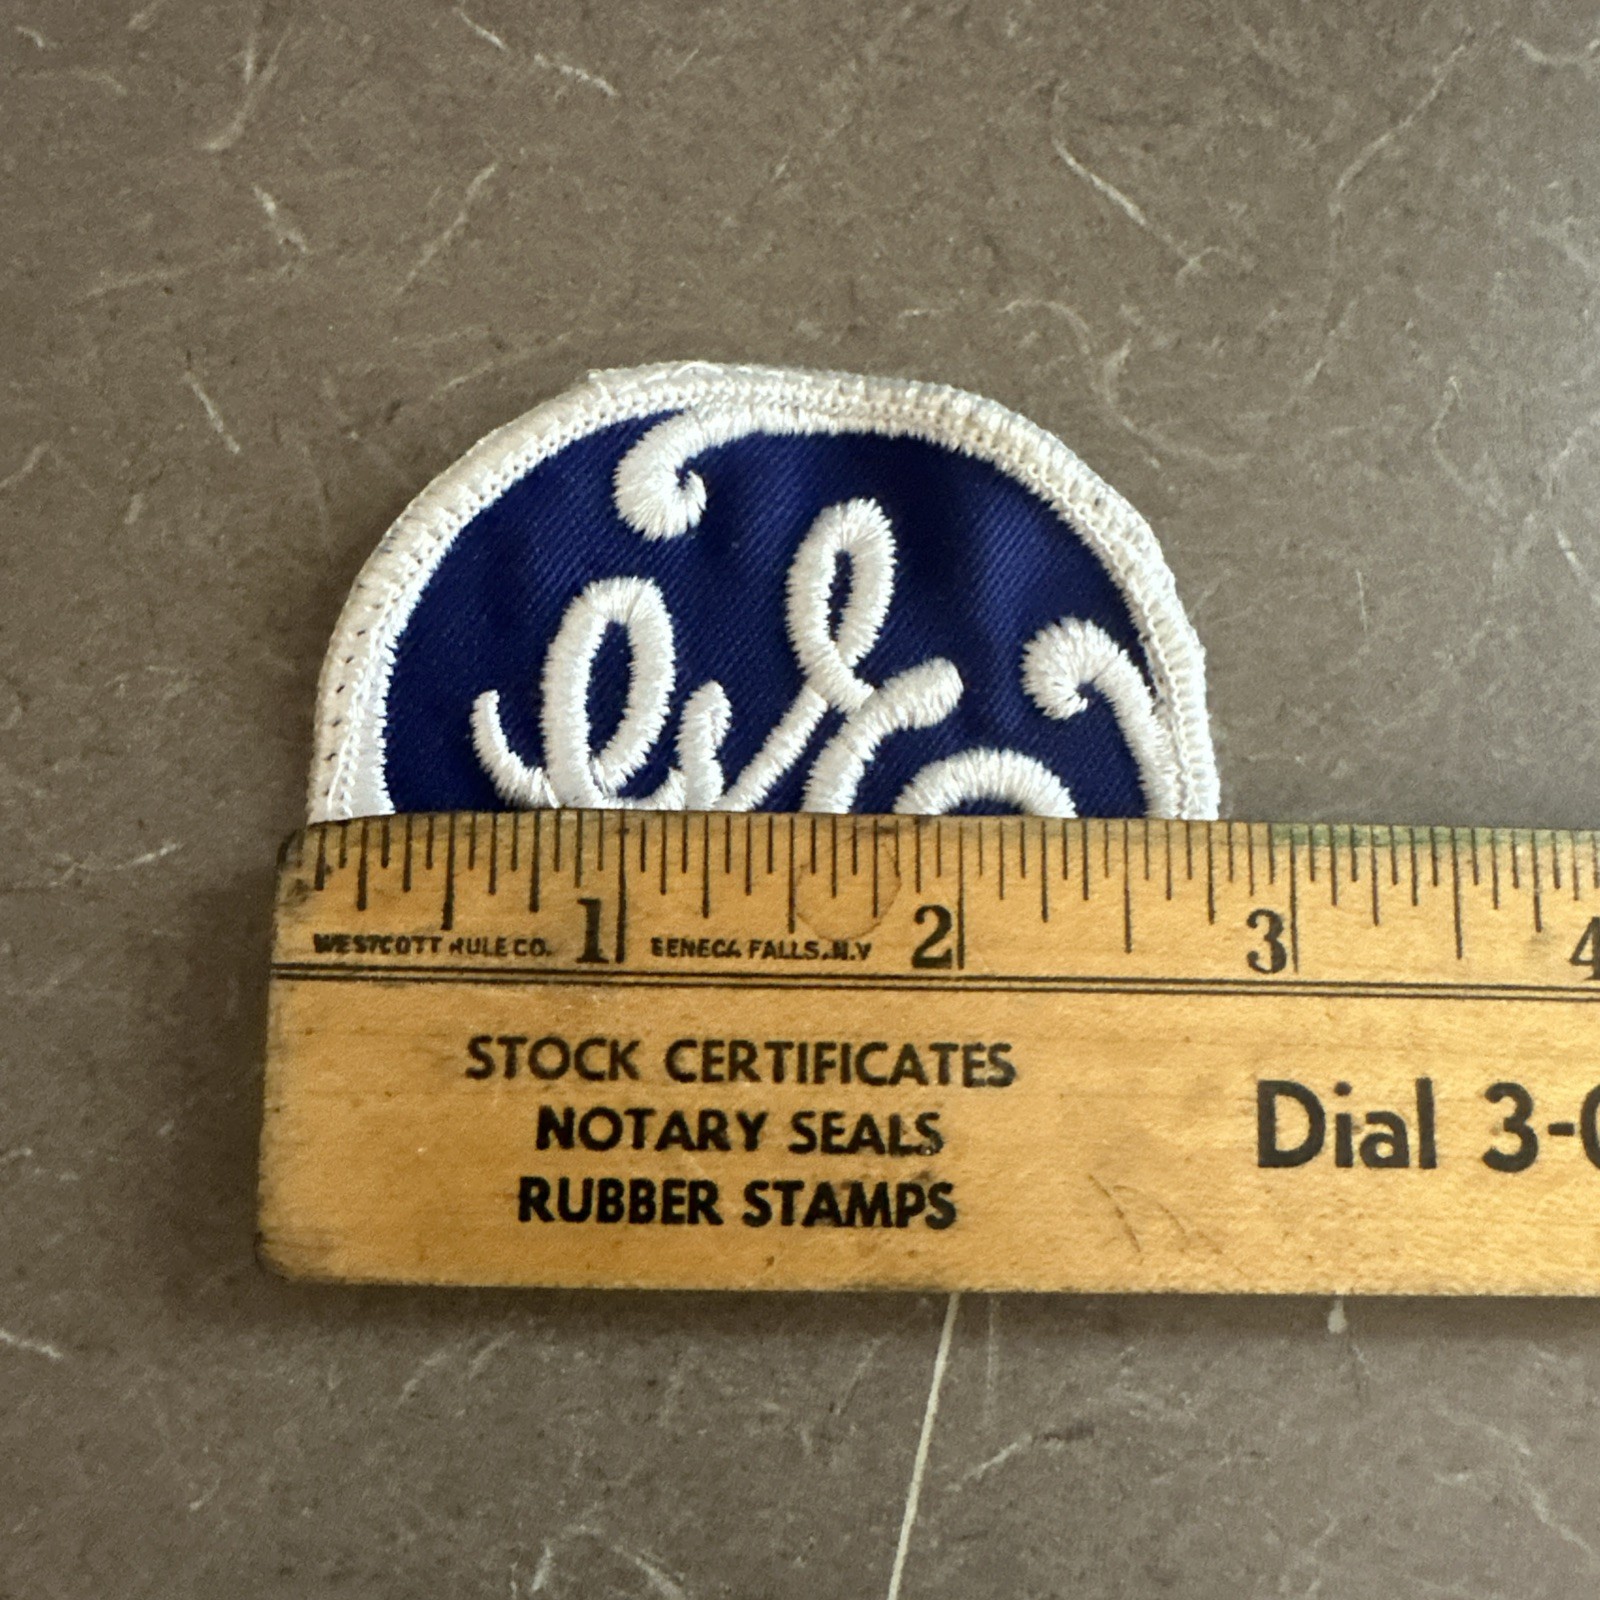 1 2 3 4
WESTCOTT RULE CO. SENECA FALLS, N.Y
STOCK CERTIFICATES
NOTARY SEALS
RUBBER STAMPS
Dial 3-